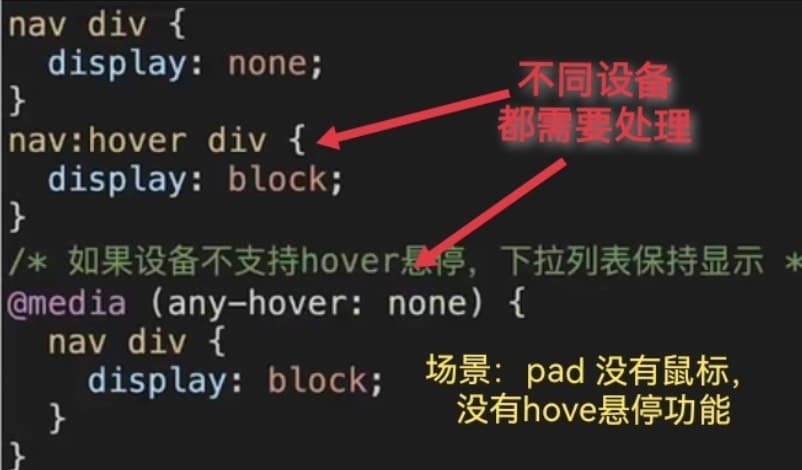 nav div {
display: none;
}
nav:hover div {
display: block;
}
/* 如果设备不支持hover悬停，下拉列表保持显示 *
@media (any-hover: none) {
nav div {
display: block;
}
}
不同设备
都需要处理
场景：pad 没有鼠标，
没有hove悬停功能